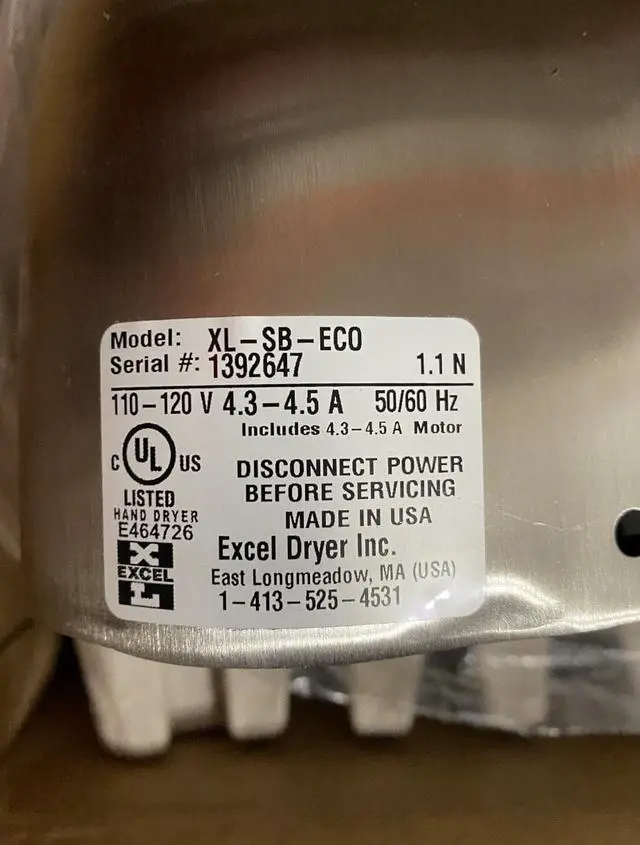 Model: XL-SB-ECO
Serial #: 1392647 1.1 N
110-120 V 4.3-4.5 A 50/60 Hz
Includes 4.3-4.5 A Motor
C UL US
LISTED
HAND DRYER
E464726
DISCONNECT POWER
BEFORE SERVICING
MADE IN USA
XL
EXCEL
Excel Dryer Inc.
East Longmeadow, MA (USA)
1-413-525-4531